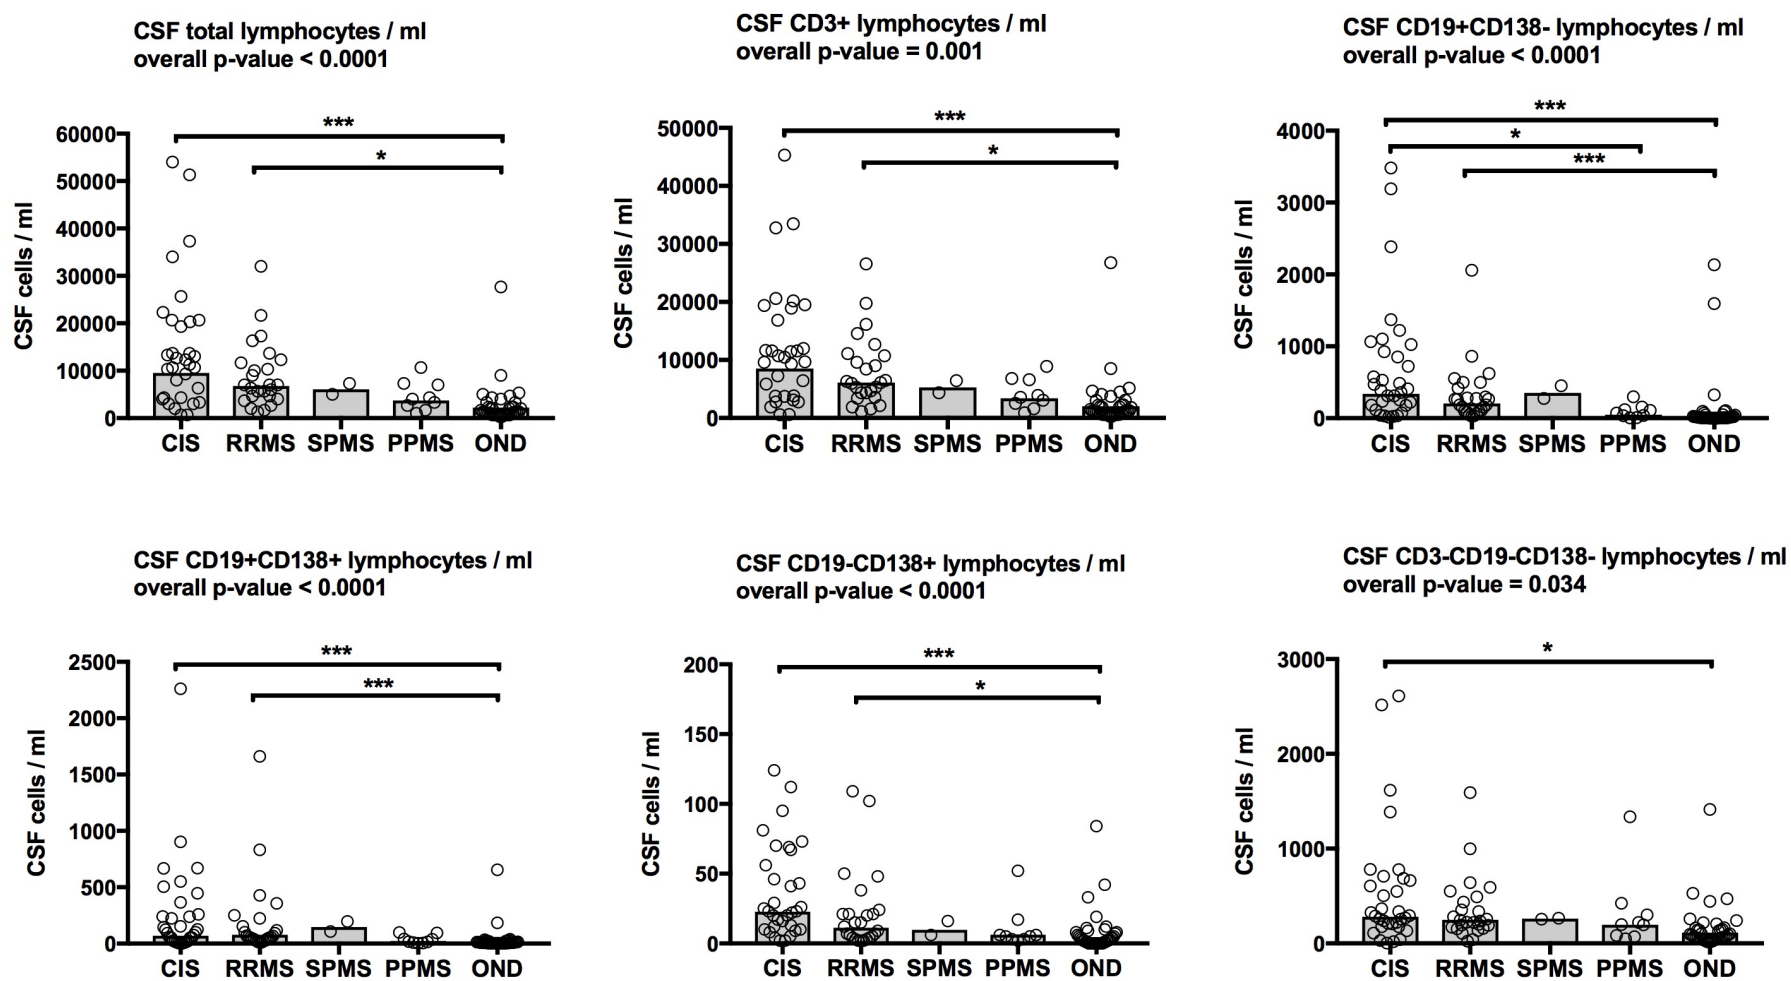 CSF total lymphocytes / ml
overall p-value < 0.0001
***
*
60000
50000
40000
30000
20000
10000
0
CSF cells / ml
CIS RRMS SPMS PPMS OND
CSF CD3+ lymphocytes / ml
overall p-value = 0.001
***
*
50000
40000
30000
20000
10000
0
CSF cells / ml
CIS RRMS SPMS PPMS OND
CSF CD19+CD138- lymphocytes / ml
overall p-value < 0.0001
***
*
***
4000
3000
2000
1000
0
CSF cells / ml
CIS RRMS SPMS PPMS OND
CSF CD19+CD138+ lymphocytes / ml
overall p-value < 0.0001
***
***
2500
2000
1500
1000
500
0
CSF cells / ml
CIS RRMS SPMS PPMS OND
CSF CD19-CD138+ lymphocytes / ml
overall p-value < 0.0001
***
*
200
150
100
50
0
CSF cells / ml
CIS RRMS SPMS PPMS OND
CSF CD3-CD19-CD138- lymphocytes / ml
overall p-value = 0.034
*
3000
2000
1000
0
CSF cells / ml
CIS RRMS SPMS PPMS OND